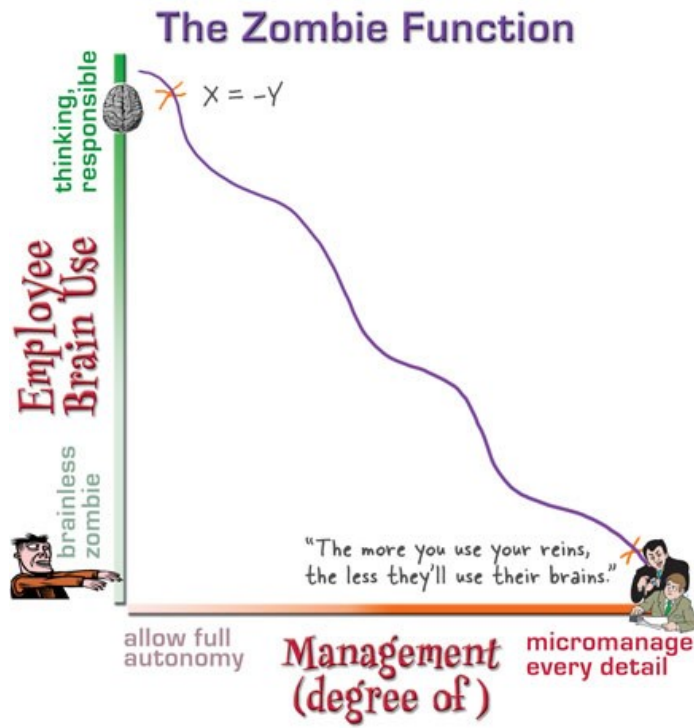 The Zombie Function
thinking,
responsible
X = -Y
Employee
Brain Use
brainless
zombie
"The more you use your reins,
the less they'll use their brains."
allow full
autonomy
Management
(degree of)
micromanage
every detail